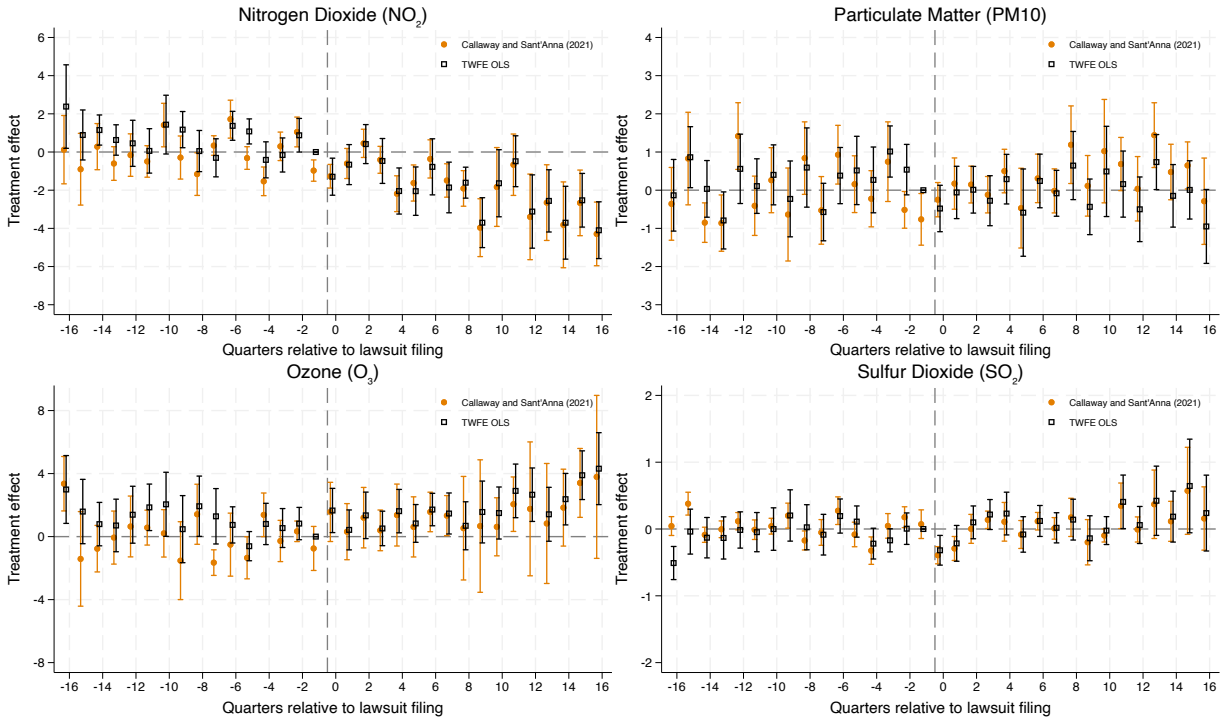 Nitrogen Dioxide (NO₂)
Treatment effect
6
4
2
0
-2
-4
-6
-8
Callaway and Sant'Anna (2021)
TWFE OLS
-16 -14 -12 -10 -8 -6 -4 -2 0 2 4 6 8 10 12 14 16
Quarters relative to lawsuit filing
Particulate Matter (PM10)
Treatment effect
4
3
2
1
0
-1
-2
-3
Callaway and Sant'Anna (2021)
TWFE OLS
-16 -14 -12 -10 -8 -6 -4 -2 0 2 4 6 8 10 12 14 16
Quarters relative to lawsuit filing
Ozone (O₃)
Treatment effect
8
4
0
-4
-8
Callaway and Sant'Anna (2021)
TWFE OLS
-16 -14 -12 -10 -8 -6 -4 -2 0 2 4 6 8 10 12 14 16
Quarters relative to lawsuit filing
Sulfur Dioxide (SO₂)
Treatment effect
2
1
0
-1
-2
Callaway and Sant'Anna (2021)
TWFE OLS
-16 -14 -12 -10 -8 -6 -4 -2 0 2 4 6 8 10 12 14 16
Quarters relative to lawsuit filing